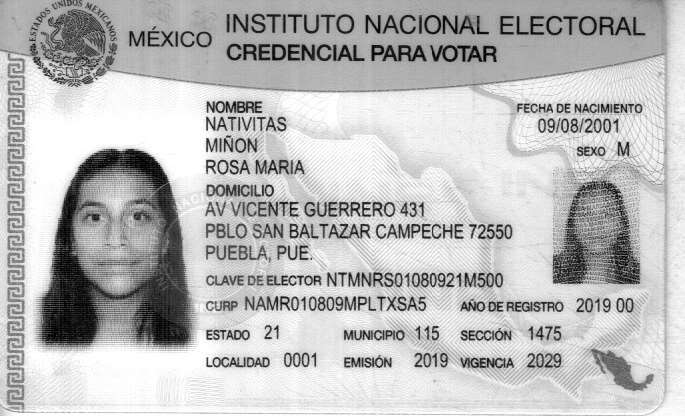 ESTADOS UNIDOS MEXICANOS
MÉXICO INSTITUTO NACIONAL ELECTORAL
CREDENCIAL PARA VOTAR
NOMBRE
NATIVITAS
MIÑON
ROSA MARIA
FECHA DE NACIMIENTO
09/08/2001
SEXO M
DOMICILIO
AV VICENTE GUERRERO 431
PBLO SAN BALTAZAR CAMPECHE 72550
PUEBLA, PUE.
CLAVE DE ELECTOR NTMNRS01080921M500
CURP NAMR010809MPLTXSA5 AÑO DE REGISTRO 2019 00
ESTADO 21 MUNICIPIO 115 SECCIÓN 1475
LOCALIDAD 0001 EMISIÓN 2019 VIGENCIA 2029